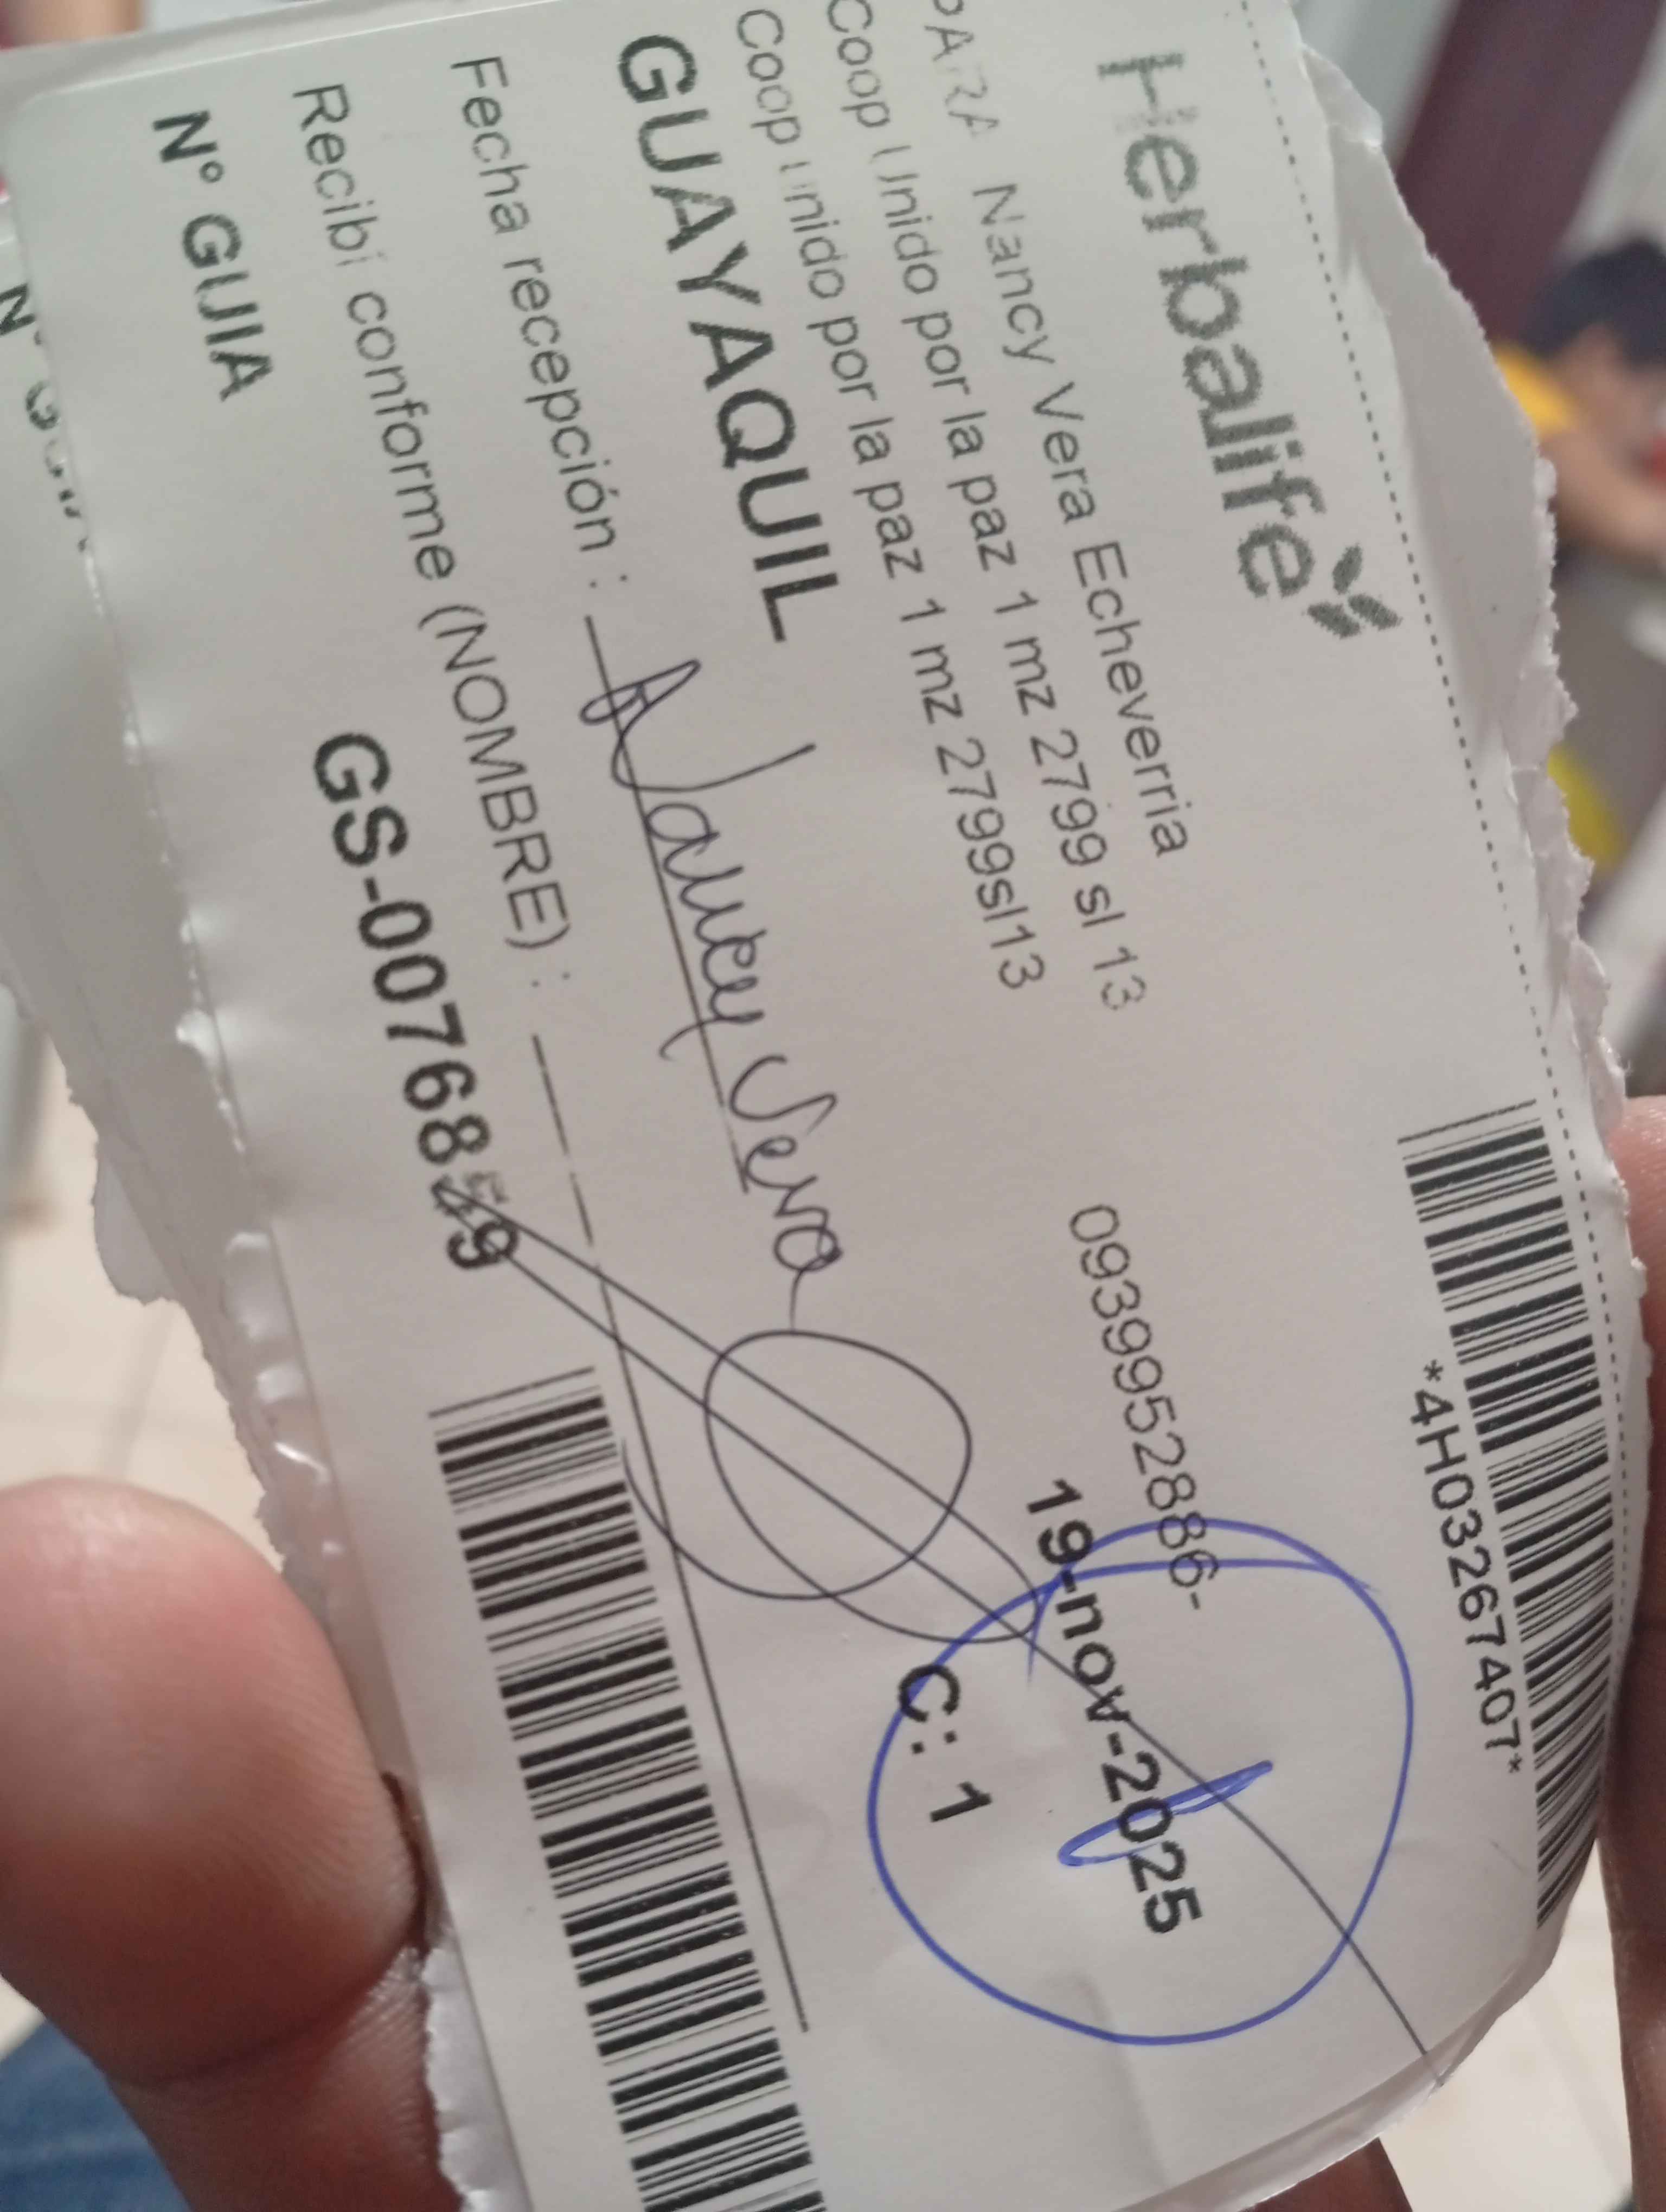 Herbalife
*4H03267407*
PARA Nancy Vera Echeverria
Coop Unido por la paz 1 mz 2799 sl 13
0939952886-
Coop unido por la paz 1 mz 2799sl13
19-nov-2025
GUAYAQUIL
C: 1
Fecha recepción : Nancy Vera
Recibí conforme (NOMBRE) :
Nº GUIA
GS-0076859